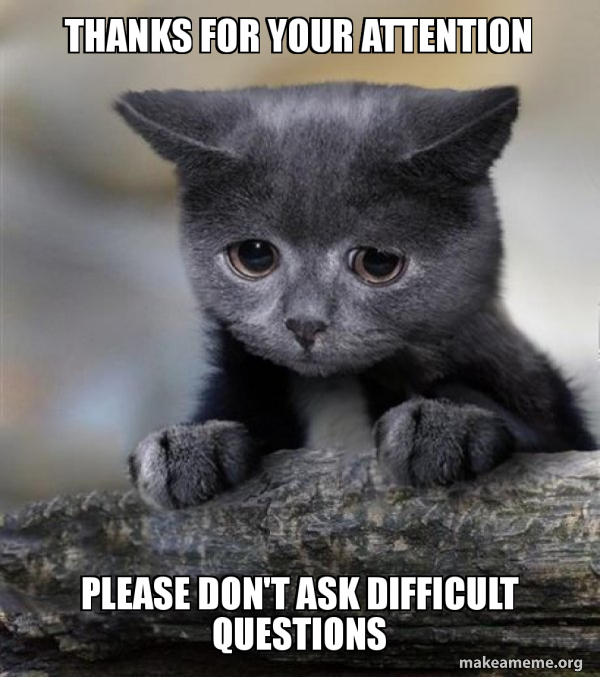 THANKS FOR YOUR ATTENTION
PLEASE DON'T ASK DIFFICULT
QUESTIONS
makeameme.org